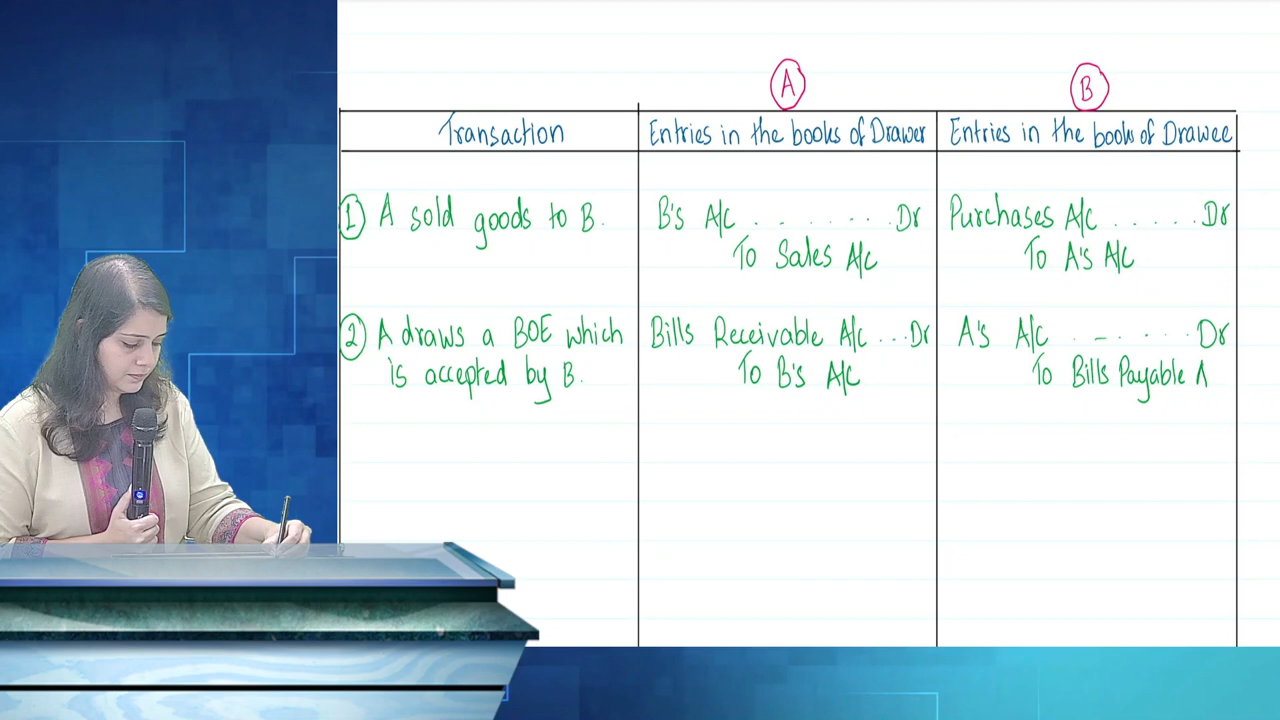 A
B
Transaction
Entries in the books of Drawer
Entries in the book of Drawee
1) A sold goods to B.
B's A/c . . . . . . . Dr
To Sales A/c
Purchases A/c . . . . . Dr
To A's A/c
2) A draws a BOE which
is accepted by B.
Bills Receivable A/c ... Dr
To B's A/c
A's A/c . . . . . . Dr
To Bills Payable